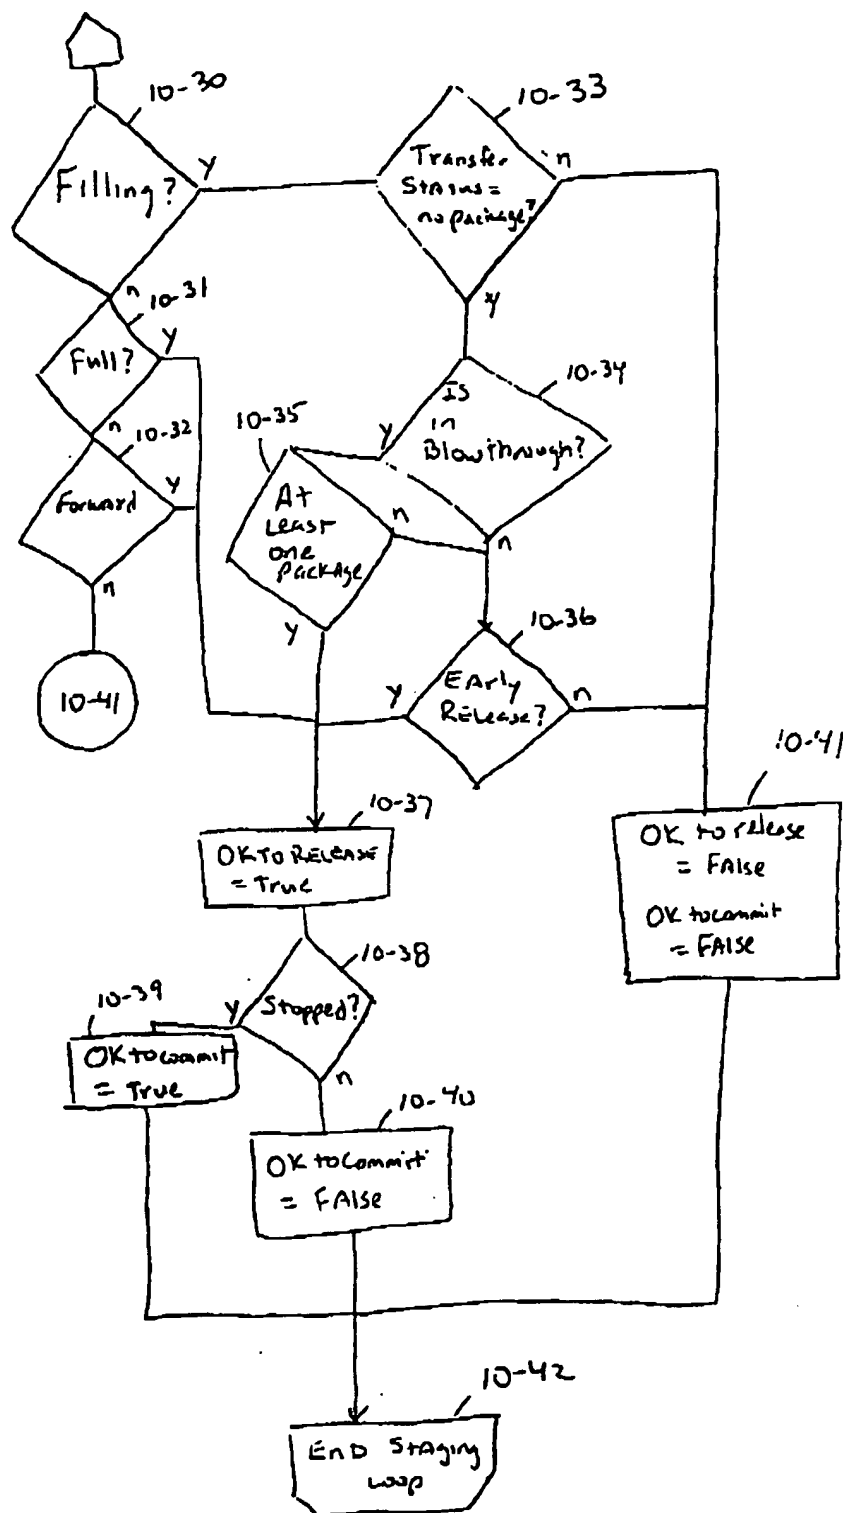 10-30
Filling?
y
n
10-33
Transfer
Status =
no package?
n
y
10-31
Full?
y
n
10-32
Forward
y
n
10-41
10-34
Is
in
Blowthrough?
y
n
10-35
At
Least
one
package
n
y
10-36
Early
Release?
y
n
10-37
OK TO RELEASE
= True
10-41
OK to release
= FAlse
OK to commit
= FAlse
10-38
Stopped?
y
n
10-39
OK to commit
= True
10-40
OK to commit
= FAlse
10-42
EnD STAging
Loop